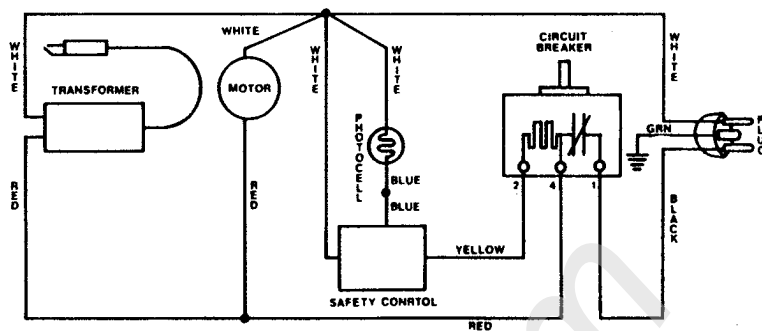 WHITE
CIRCUIT
BREAKER
WHITE
WHITE
WHITE
WHITE
TRANSFORMER
MOTOR
PHOTOCELL
GRN
PLUG
BLUE
BLUE
2
4
1
RED
RED
BLACK
YELLOW
SAFETY CONRTOL
RED